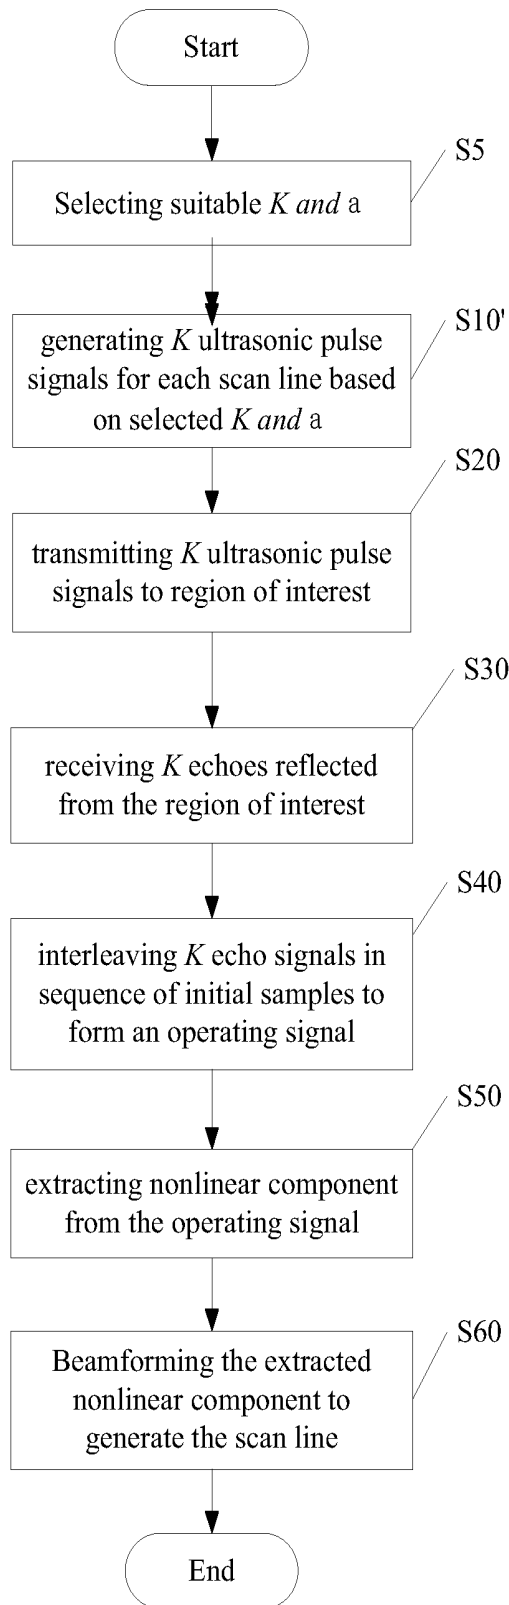 Start
S5
Selecting suitable K and a
S10'
generating K ultrasonic pulse
signals for each scan line based
on selected K and a
S20
transmitting K ultrasonic pulse
signals to region of interest
S30
receiving K echoes reflected
from the region of interest
S40
interleaving K echo signals in
sequence of initial samples to
form an operating signal
S50
extracting nonlinear component
from the operating signal
S60
Beamforming the extracted
nonlinear component to
generate the scan line
End